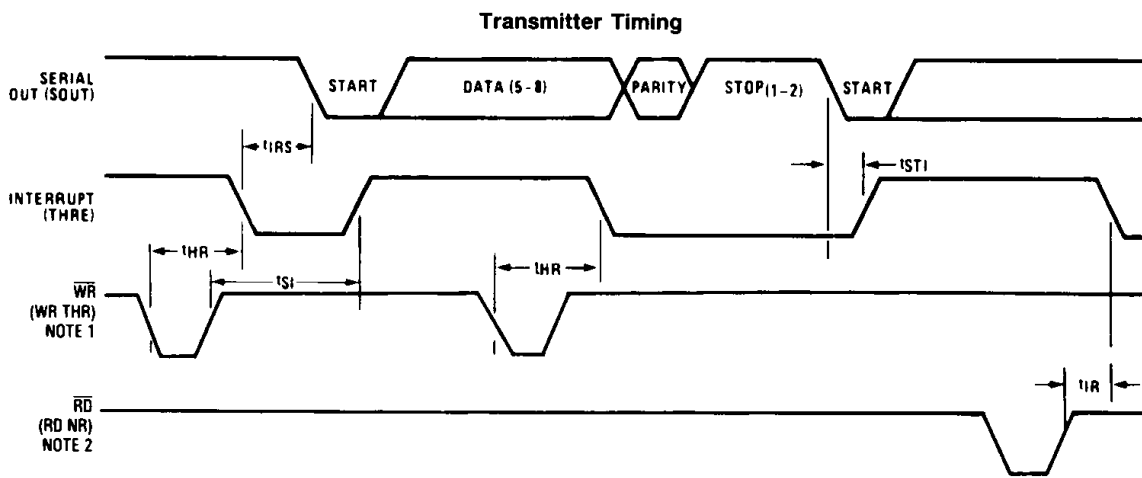 Transmitter Timing
SERIAL
OUT (SOUT)
START
DATA (5-8)
PARITY
STOP(1-2)
START
tIRS
tSTI
INTERRUPT
(THRE)
tHR
tHR
tSI
WR
(WR THR)
NOTE 1
tIR
RD
(RD NR)
NOTE 2